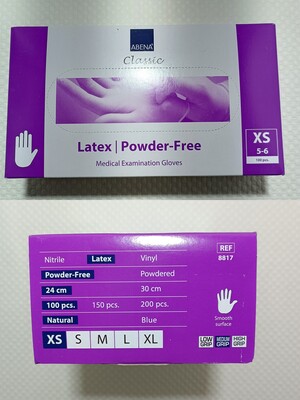 ABENA
Classic
Latex | Powder-Free
Medical Examination Gloves
XS
5-6
100 pcs.
Nitrile Latex Vinyl
Powder-Free Powdered
24 cm 30 cm
100 pcs. 150 pcs. 200 pcs.
Natural Blue
XS S M L XL
REF
8817
Smooth
surface
LOW GRIP MEDIUM GRIP HIGH GRIP